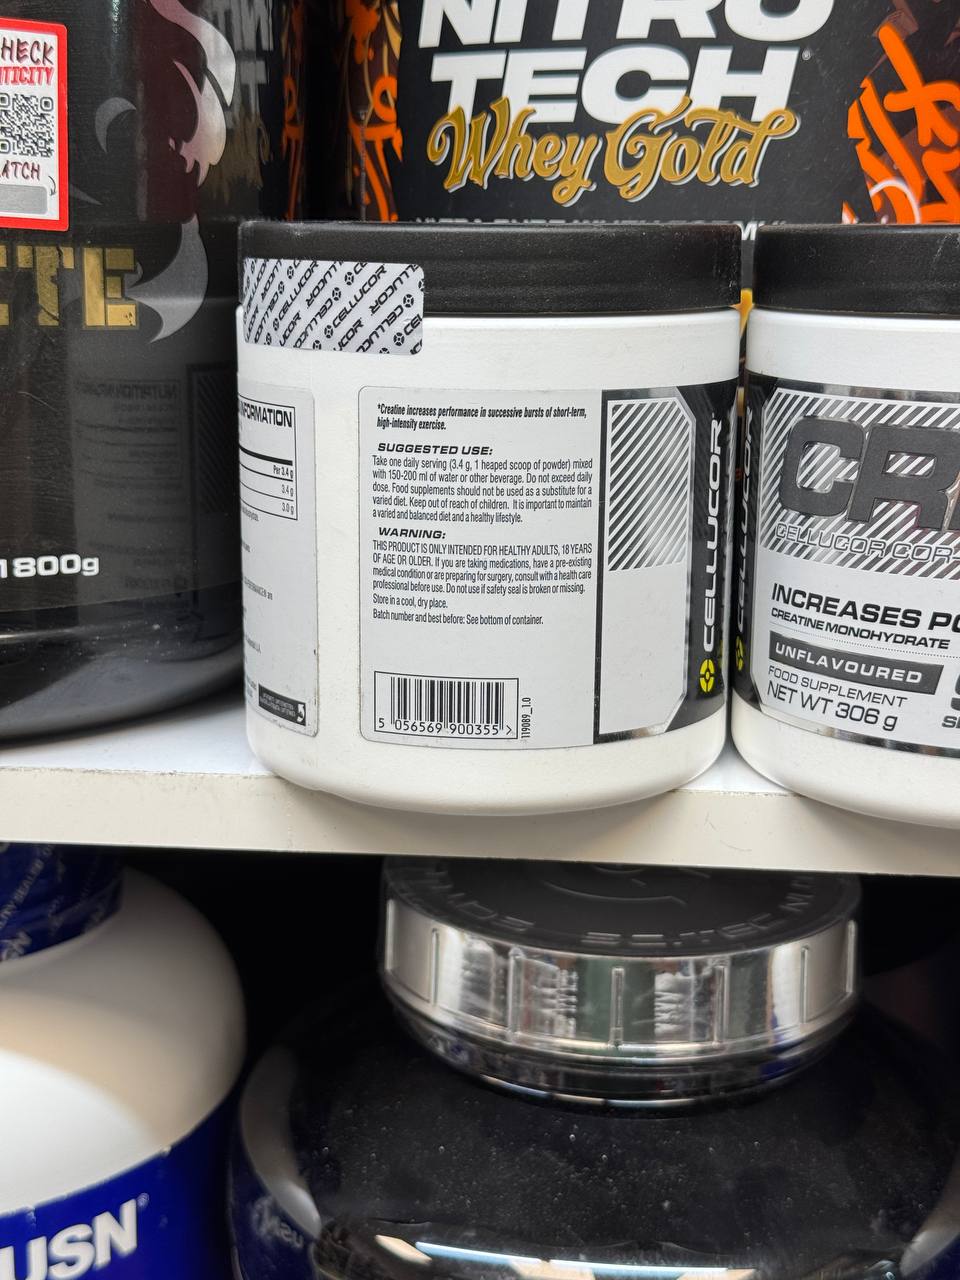 CHECK
NITRO
TECH
Whey Gold
1800g
CELLUCOR
INFORMATION
Per 3.4 g
3.4 g
3.0 g
*Creatine increases performance in successive bursts of short-term,
high-intensity exercise.
SUGGESTED USE:
Take one daily serving (3.4 g, 1 heaped scoop of powder) mixed
with 150-200 ml of water or other beverage. Do not exceed daily
dose. Food supplements should not be used as a substitute for a
varied diet. Keep out of reach of children. It is important to maintain
a varied and balanced diet and a healthy lifestyle.
WARNING:
THIS PRODUCT IS ONLY INTENDED FOR HEALTHY ADULTS, 18 YEARS
OF AGE OR OLDER. If you are taking medications, have a pre-existing
medical condition or are preparing for surgery, consult with a health care
professional before use. Do not use if safety seal is broken or missing.
Store in a cool, dry place.
Batch number and best before: See bottom of container.
5 056569 900355 >
119089_1.0
CELLUCOR
CELLUCOR
CELLUCOR
INCREASES
CREATINE MONOHYDRATE
UNFLAVOURED
FOOD SUPPLEMENT
NET WT 306 g
USN